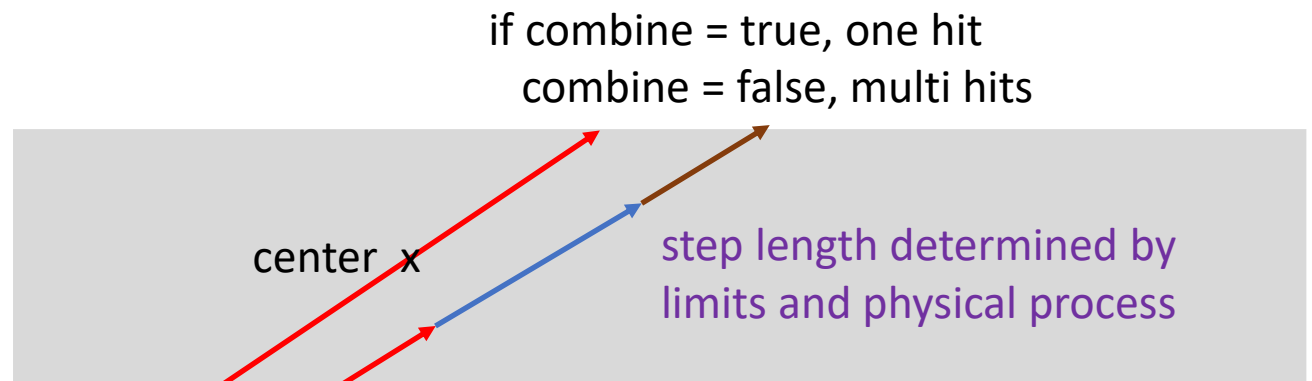 if combine = true, one hit
combine = false, multi hits
center x
step length determined by
limits and physical process